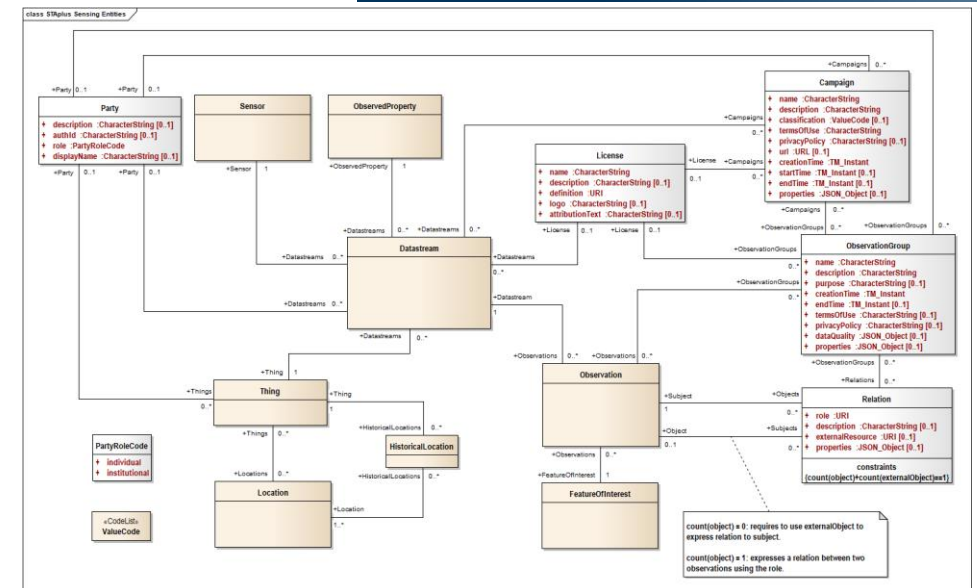 class STAplus Sensing Entities
+Party 0..1
+Party 0..1
Party
+ description :CharacterString [0..1]
+ authId :CharacterString [0..1]
+ role :PartyRoleCode
+ displayName :CharacterString [0..1]
+Party 0..1
+Party 0..1
Sensor
+Sensor 1
ObservedProperty
+ObservedProperty 1
+Campaigns 0..*
Campaign
+ name :CharacterString
+ description :CharacterString
+ classification :ValueCode [0..1]
+ termsOfUse :CharacterString
+ privacyPolicy :CharacterString [0..1]
+ url :URL [0..1]
+ creationTime :TM_Instant
+ startTime :TM_Instant [0..1]
+ endTime :TM_Instant [0..1]
+ properties :JSON_Object [0..1]
+Campaigns
0..*
+License
0..1
+Campaigns
0..*
License
+ name :CharacterString
+ description :CharacterString [0..1]
+ definition :URI
+ logo :CharacterString [0..1]
+ attributionText :CharacterString [0..1]
+License 0..1
+License 0..1
+Campaigns 0..*
+ObservationGroups 0..*
+ObservationGroups 0..*
+Datastreams 0..*
+Datastreams 0..*
Datastream
+Datastreams 0..*
+Datastreams
0..*
+Datastreams 0..*
+Datastream
1
+Datastreams 0..*
+ObservationGroups
0..*
+ObservationGroups
0..*
ObservationGroup
+ name :CharacterString
+ description :CharacterString
+ purpose :CharacterString [0..1]
+ creationTime :TM_Instant
+ endTime :TM_Instant [0..1]
+ termsOfUse :CharacterString [0..1]
+ privacyPolicy :CharacterString [0..1]
+ dataQuality :JSON_Object [0..1]
+ properties :JSON_Object [0..1]
+ObservationGroups 0..*
+Relations 0..*
+Observations 0..*
+Observations 0..*
Observation
+Subject
1
+Objects
0..*
+Object
0..1
+Subjects
0..*
Relation
+ role :URI
+ description :CharacterString [0..1]
+ externalResource :URI [0..1]
+ properties :JSON_Object [0..1]
constraints
{count(object)+count(externalObject)==1}
+Thing 1
+Things
0..*
Thing
+Thing
1
+HistoricalLocations 0..*
HistoricalLocation
+HistoricalLocations 0..*
+Things 0..*
+Locations 0..*
Location
+Location
1..*
+Observations 0..*
+FeatureOfInterest 1
FeatureOfInterest
PartyRoleCode
+ individual
+ institutional
«CodeList»
ValueCode
count(object) = 0: requires to use externalObject to
express relation to subject.
count(object) = 1: expresses a relation between two
observations using the role.